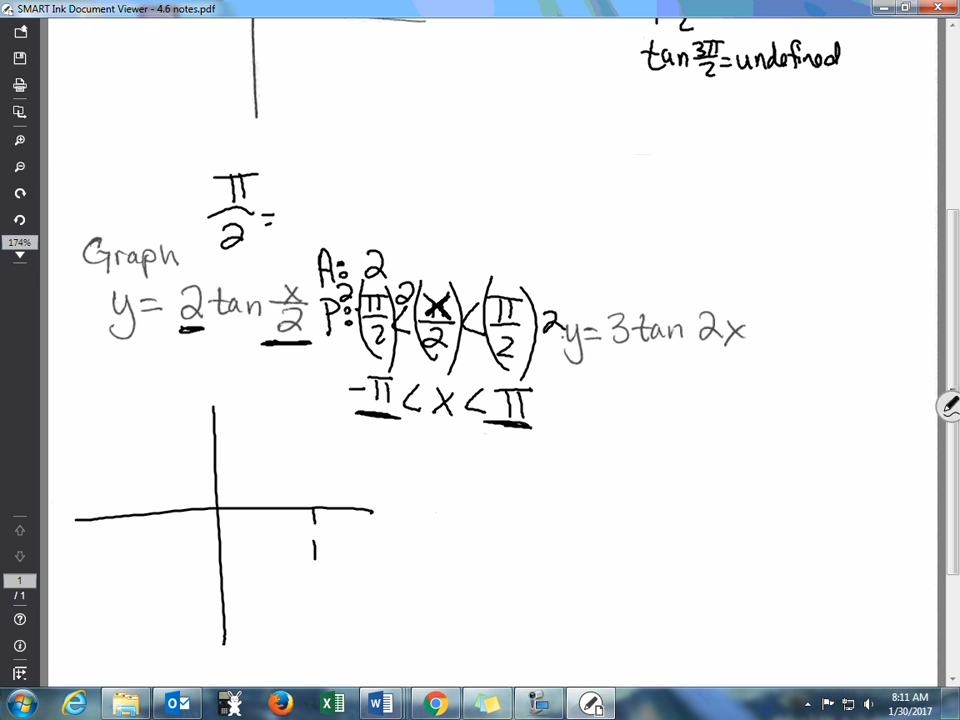 SMART Ink Document Viewer - 4.6 notes.pdf
tan 3π/2 = undefined
π/2 =
Graph
A: 2
y = 2 tan x/2
P: 2(π/2) < 2(x/2) < (π/2)2
y = 3 tan 2x
-π < x < π
174%
1
/ 1
8:11 AM
1/30/2017